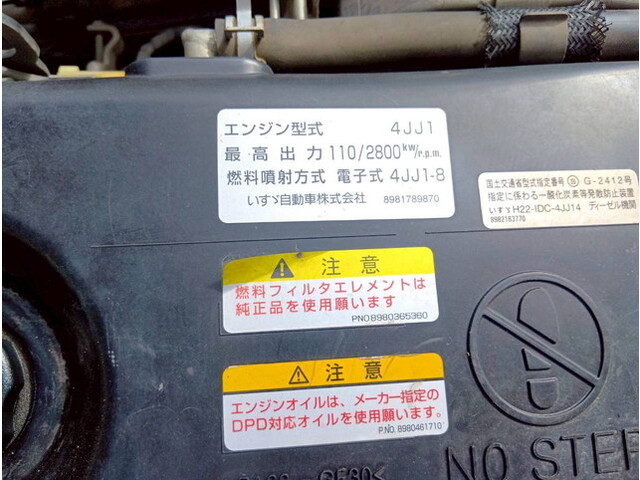 エンジン型式 4JJ1
最高出力 110/2800kw/r.p.m.
燃料噴射方式 電子式 4JJ1-8
いすゞ自動車株式会社 8981789870
国土交通省型式指定番号 Ⓑ G-2412号
指定に係わる一酸化炭素等発散防止装置
いすゞH22-IDC-4JJ14 ディーゼル機関
8982183770
注意
燃料フィルタエレメントは
純正品を使用願います
PNO.8980365360
注意
エンジンオイルは、メーカー指定の
DPD対応オイルを使用願います。
P.NO. 8980461710
NO STEP